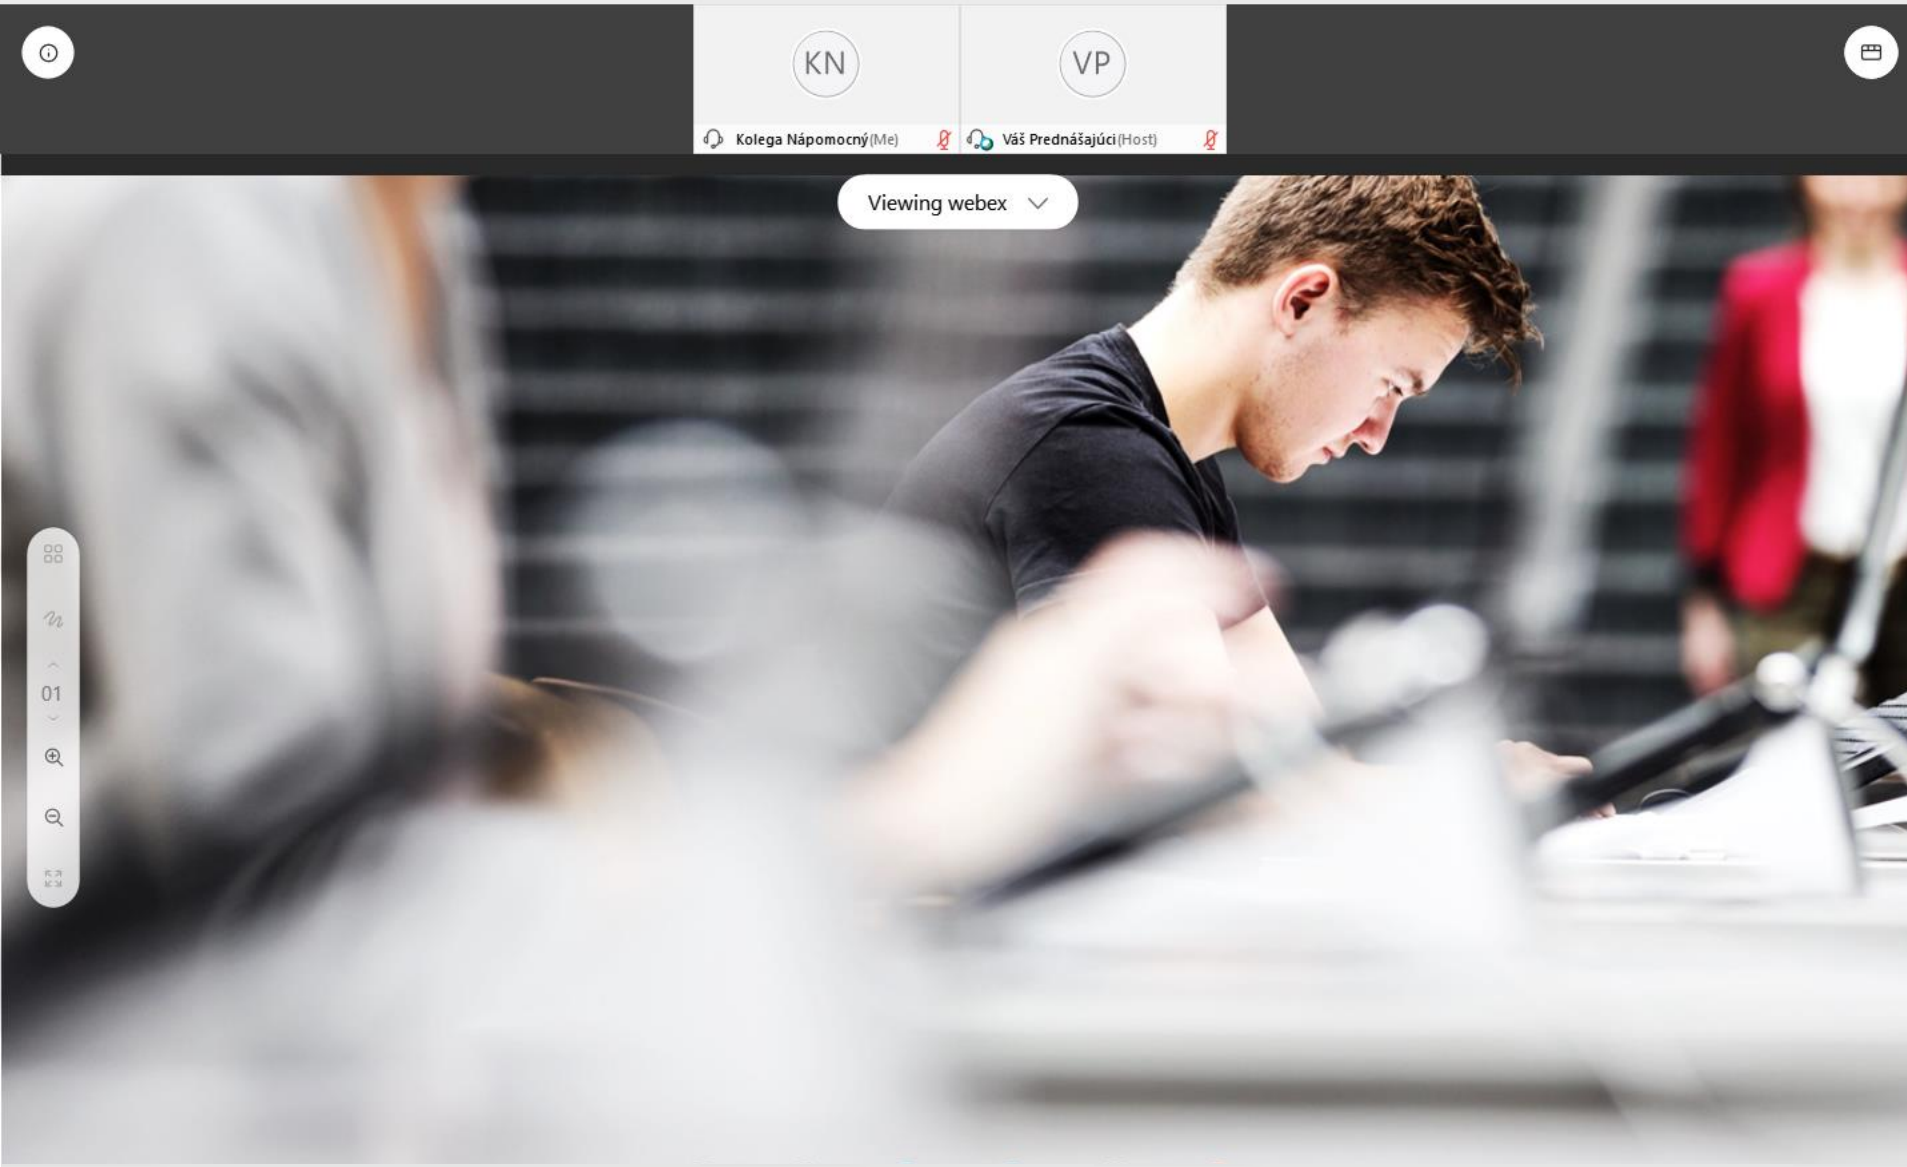 KN
VP
Kolega Nápomocný(Me)
Váš Prednášajúci(Host)
Viewing webex
01